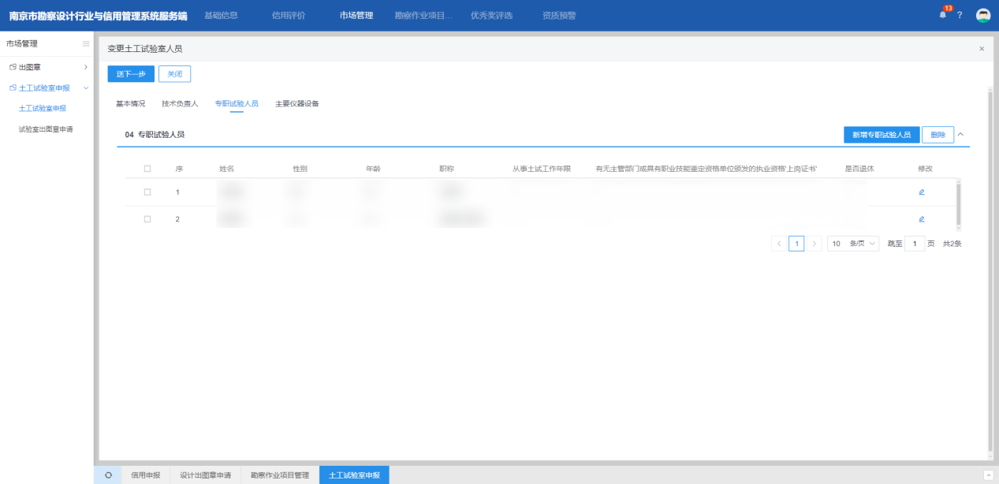 南京市勘察设计行业与信用管理系统服务端 基础信息 信用评价 市场管理 勘察作业项目... 优秀奖评选 资质预警 13 ?
市场管理
出图章
土工试验室申报
土工试验室申报
试验室出图章申请
变更土工试验室人员 ×
送下一步 关闭
基本情况 技术负责人 专职试验人员 主要仪器设备
04 专职试验人员 新增专职试验人员 删除
序 姓名 性别 年龄 职称 从事土试工作年限 有无主管部门或具有职业技能鉴定资格单位颁发的执业资格'上岗证书' 是否退休 修改
1
2
< 1 > 10 条/页 跳至 1 页 共2条
信用申报 设计出图章申请 勘察作业项目管理 土工试验室申报